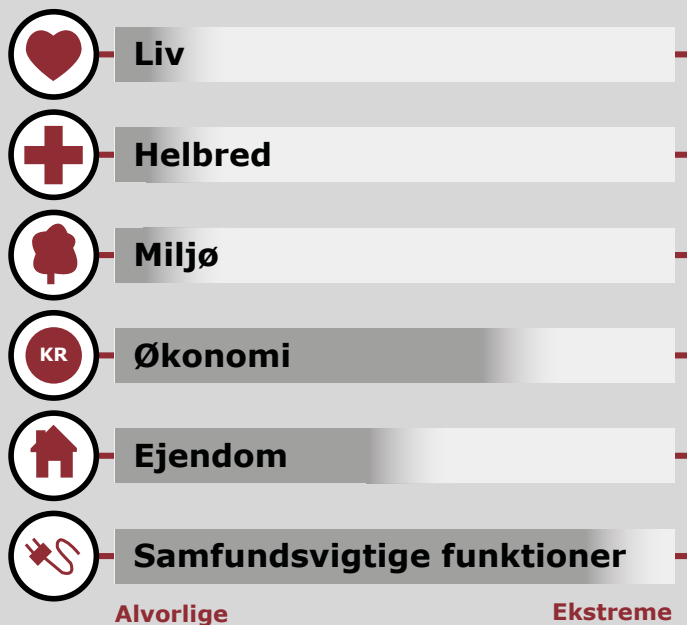 Liv
Helbred
Miljø
KR
Økonomi
Ejendom
Samfundsvigtige funktioner
Alvorlige
Ekstreme